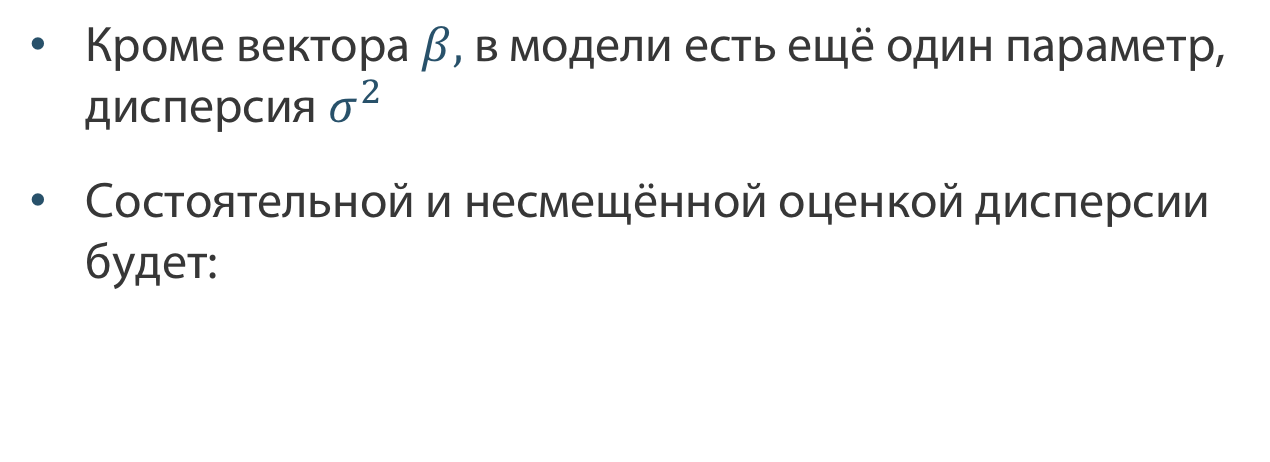 • Кроме вектора β, в модели есть ещё один параметр,
дисперсия σ²
• Состоятельной и несмещённой оценкой дисперсии
будет: